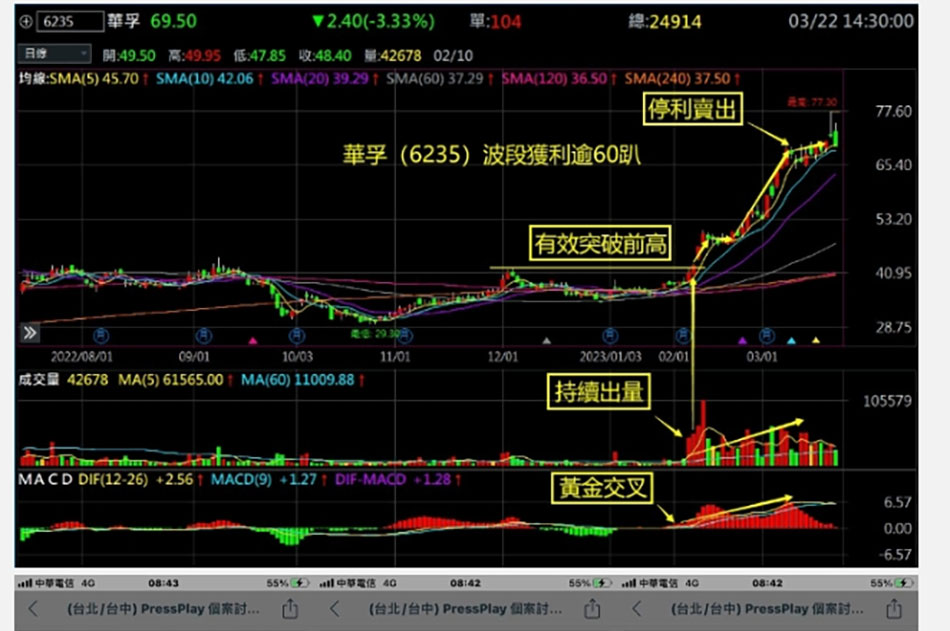 6235 華孚 69.50 ▼2.40(-3.33%) 單:104 總:24914 03/22 14:30:00
日線 開:49.50 高:49.95 低:47.85 收:48.40 量:42678 02/10
均線:SMA(5) 45.70↑ SMA(10) 42.06↑ SMA(20) 39.29↑ SMA(60) 37.29↑ SMA(120) 36.50↑ SMA(240) 37.50↑
最高: 77.30
77.60
停利賣出
華孚（6235）波段獲利逾60趴
65.40
53.20
有效突破前高
40.95
最低: 29.30
28.75
2022/08/01 09/01 10/03 11/01 12/01 2023/01/03 02/01 03/01
成交量 42678 MA(5) 61565.00↑ MA(60) 11009.88↑
持續出量
105579
MACD DIF(12-26) +2.56↑ MACD(9) +1.27↑ DIF-MACD +1.28↑
黃金交叉
6.57
0.00
-6.57
中華電信 4G 08:43 55% 中華電信 4G 08:42 55% 中華電信 4G 08:42 55%
(台北/台中) PressPlay 個案討... (台北/台中) PressPlay 個案討... (台北/台中) PressPlay 個案討...